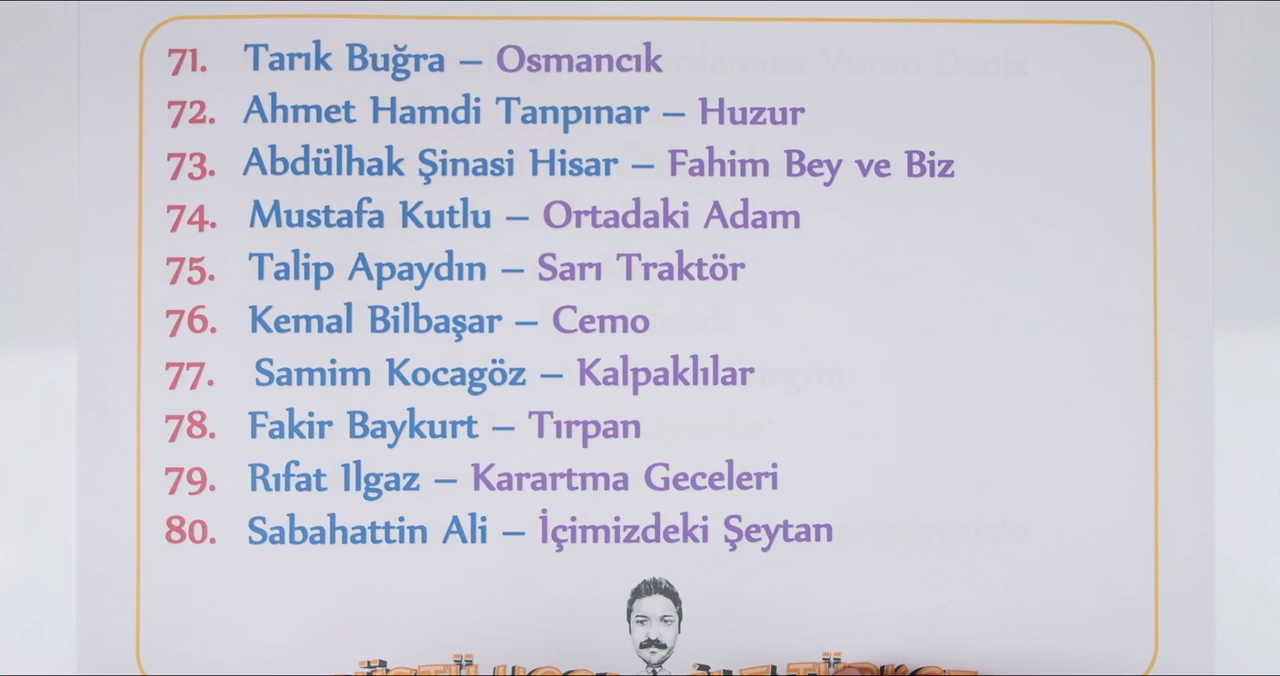 71. Tarık Buğra – Osmancık
72. Ahmet Hamdi Tanpınar – Huzur
73. Abdülhak Şinasi Hisar – Fahim Bey ve Biz
74. Mustafa Kutlu – Ortadaki Adam
75. Talip Apaydın – Sarı Traktör
76. Kemal Bilbaşar – Cemo
77. Samim Kocagöz – Kalpaklılar
78. Fakir Baykurt – Tırpan
79. Rıfat Ilgaz – Karartma Geceleri
80. Sabahattin Ali – İçimizdeki Şeytan